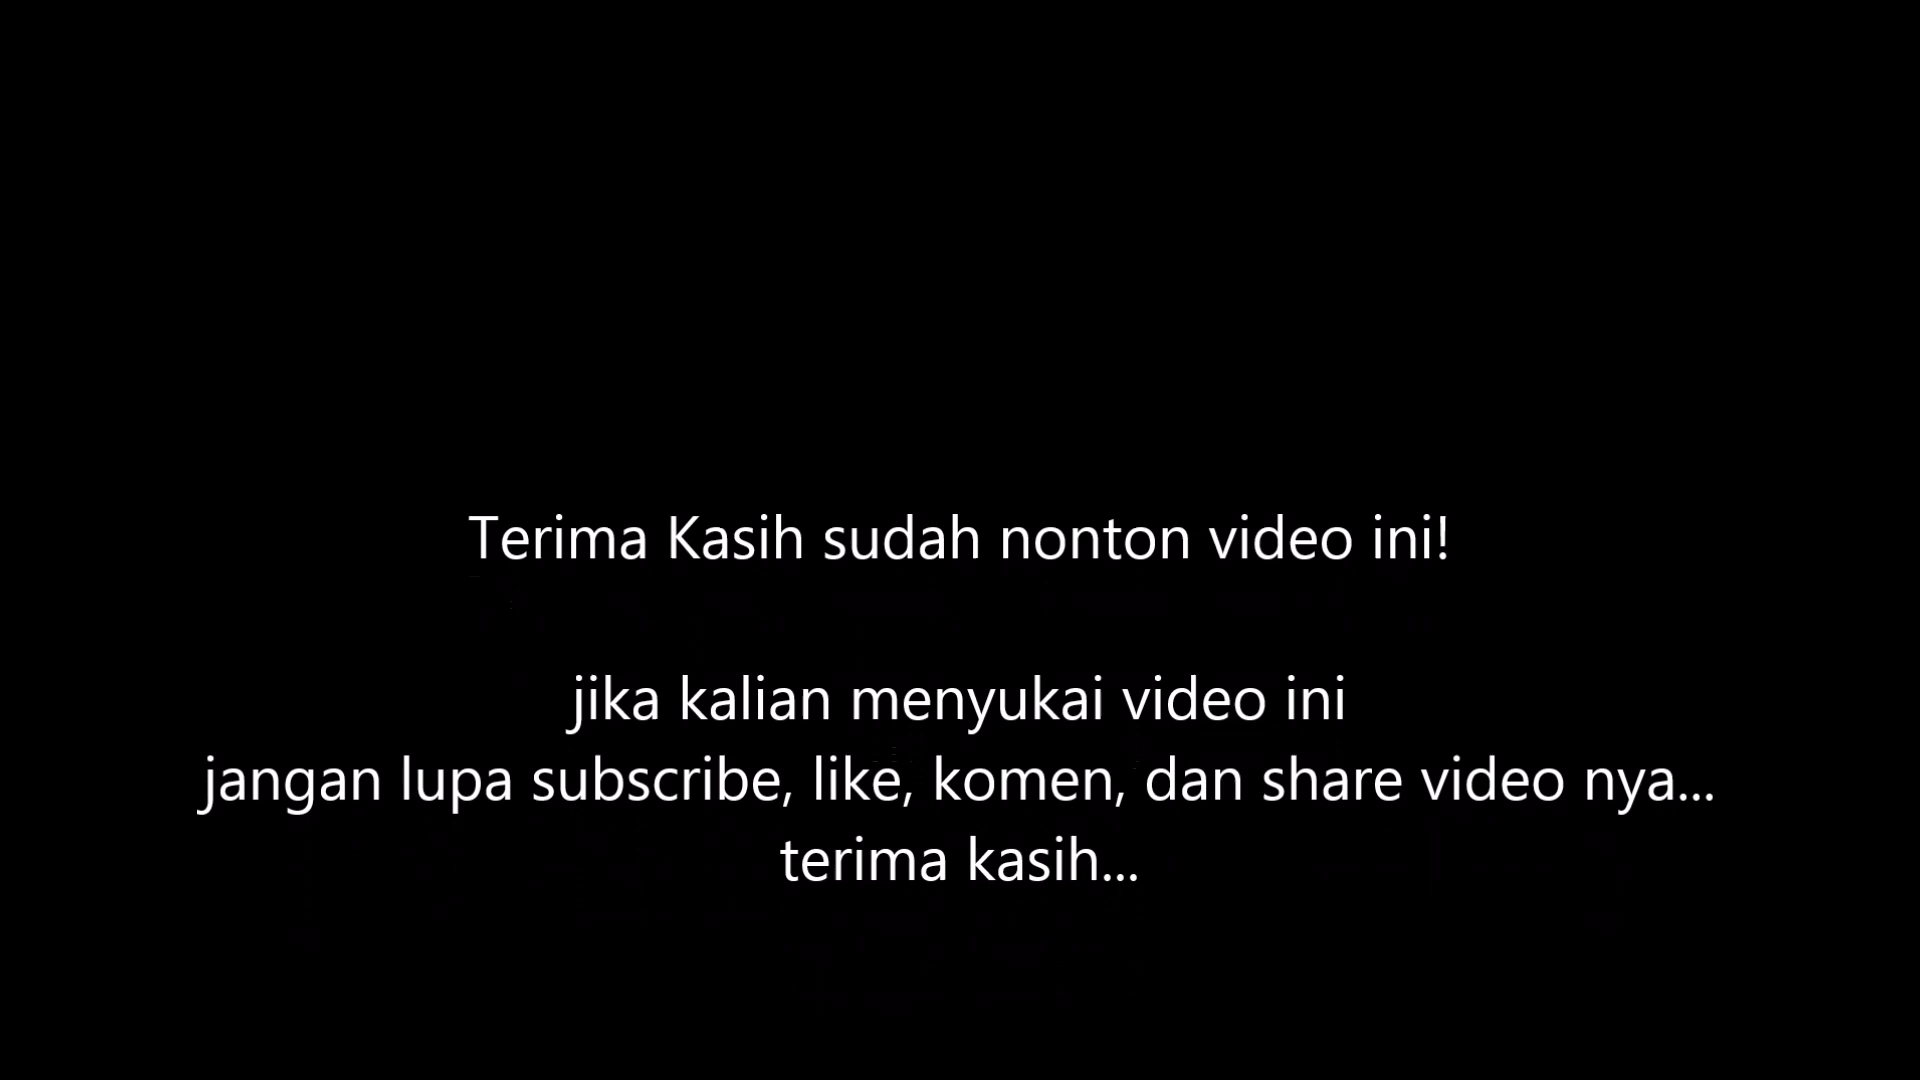 Terima Kasih sudah nonton video ini!
jika kalian menyukai video ini
jangan lupa subscribe, like, komen, dan share video nya...
terima kasih...